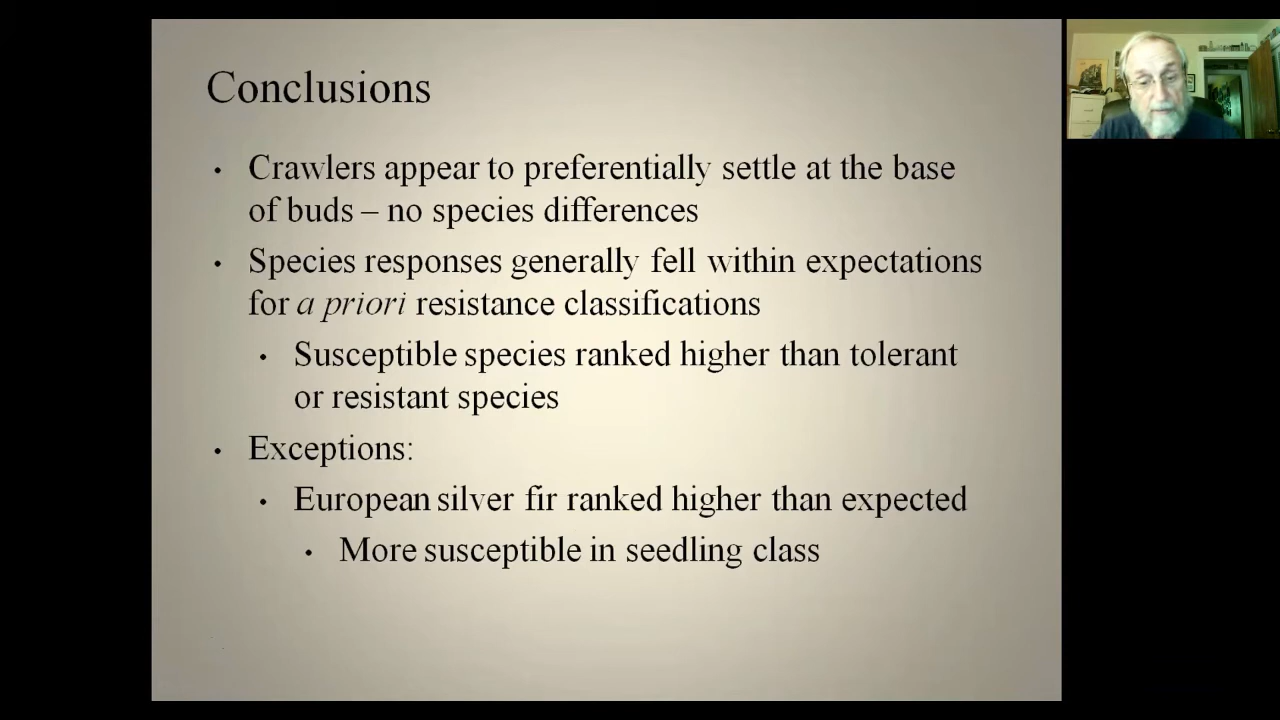 Conclusions
• Crawlers appear to preferentially settle at the base
of buds – no species differences
• Species responses generally fell within expectations
for a priori resistance classifications
• Susceptible species ranked higher than tolerant
or resistant species
• Exceptions:
• European silver fir ranked higher than expected
• More susceptible in seedling class